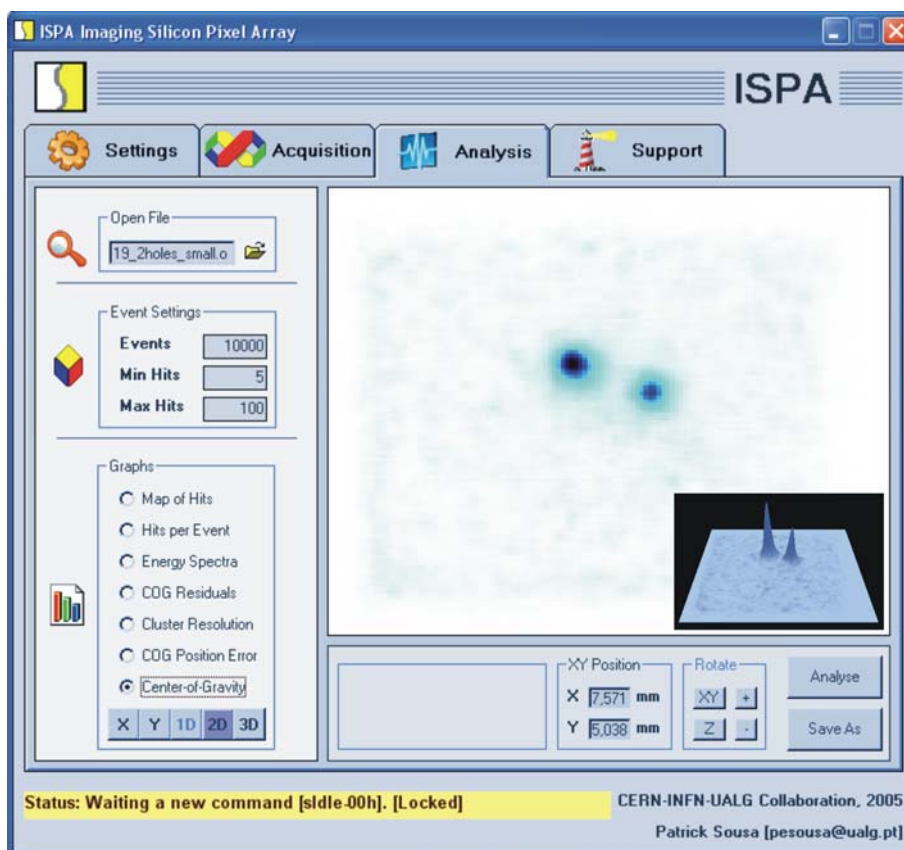 ISPA Imaging Silicon Pixel Array
ISPA
Settings
Acquisition
Analysis
Support
Open File
19_2holes_small.o
Event Settings
Events 10000
Min Hits 5
Max Hits 100
Graphs
Map of Hits
Hits per Event
Energy Spectra
COG Residuals
Cluster Resolution
COG Position Error
Center-of-Gravity
X Y 1D 2D 3D
XY Position
X 7,571 mm
Y 5,038 mm
Rotate
XY +
Z -
Analyse
Save As
Status: Waiting a new command [sIdle-00h]. [Locked]
CERN-INFN-UALG Collaboration, 2005
Patrick Sousa [pesousa@ualg.pt]